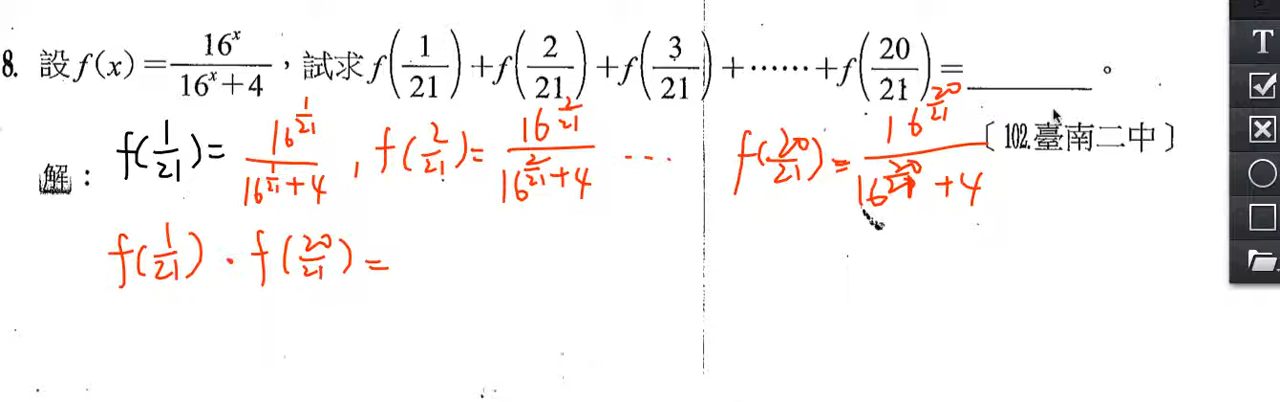 8. 設 f(x)=16^x/(16^x+4)，試求 f(1/21)+f(2/21)+f(3/21)+⋯⋯+f(20/21)=________。
〔102.臺南二中〕
解： f(1/21)= 16^(1/21)/(16^(1/21)+4) , f(2/21)= 16^(2/21)/(16^(2/21)+4) ⋯ f(20/21)= 16^(20/21)/(16^(20/21)+4)
f(1/21)・f(20/21)=
T